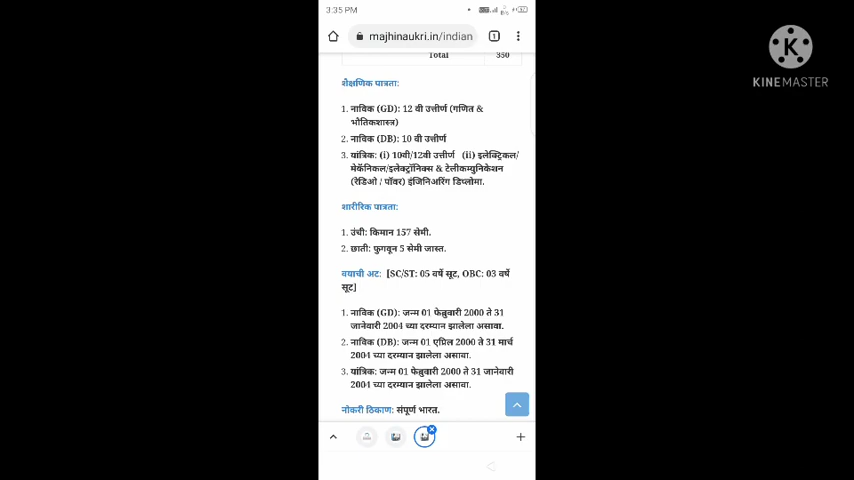 3:35 PM
majhinaukri.in/indian
1
Total 350
शैक्षणिक पात्रता:
1. नाविक (GD): 12 वी उत्तीर्ण (गणित &
भौतिकशास्त्र)
2. नाविक (DB): 10 वी उत्तीर्ण
3. यांत्रिक: (i) 10वी/12वी उत्तीर्ण (ii) इलेक्ट्रिकल/
मेकॅनिकल/इलेक्ट्रॉनिक्स & टेलीकम्युनिकेशन
(रेडिओ / पॉवर) इंजिनिअरिंग डिप्लोमा.
शारीरिक पात्रता:
1. उंची: किमान 157 सेमी.
2. छाती: फुगवून 5 सेमी जास्त.
वयाची अट: [SC/ST: 05 वर्षे सूट, OBC: 03 वर्षे
सूट]
1. नाविक (GD): जन्म 01 फेब्रुवारी 2000 ते 31
जानेवारी 2004 च्या दरम्यान झालेला असावा.
2. नाविक (DB): जन्म 01 एप्रिल 2000 ते 31 मार्च
2004 च्या दरम्यान झालेला असावा.
3. यांत्रिक: जन्म 01 फेब्रुवारी 2000 ते 31 जानेवारी
2004 च्या दरम्यान झालेला असावा.
नोकरी ठिकाण: संपूर्ण भारत.
K
KINEMASTER